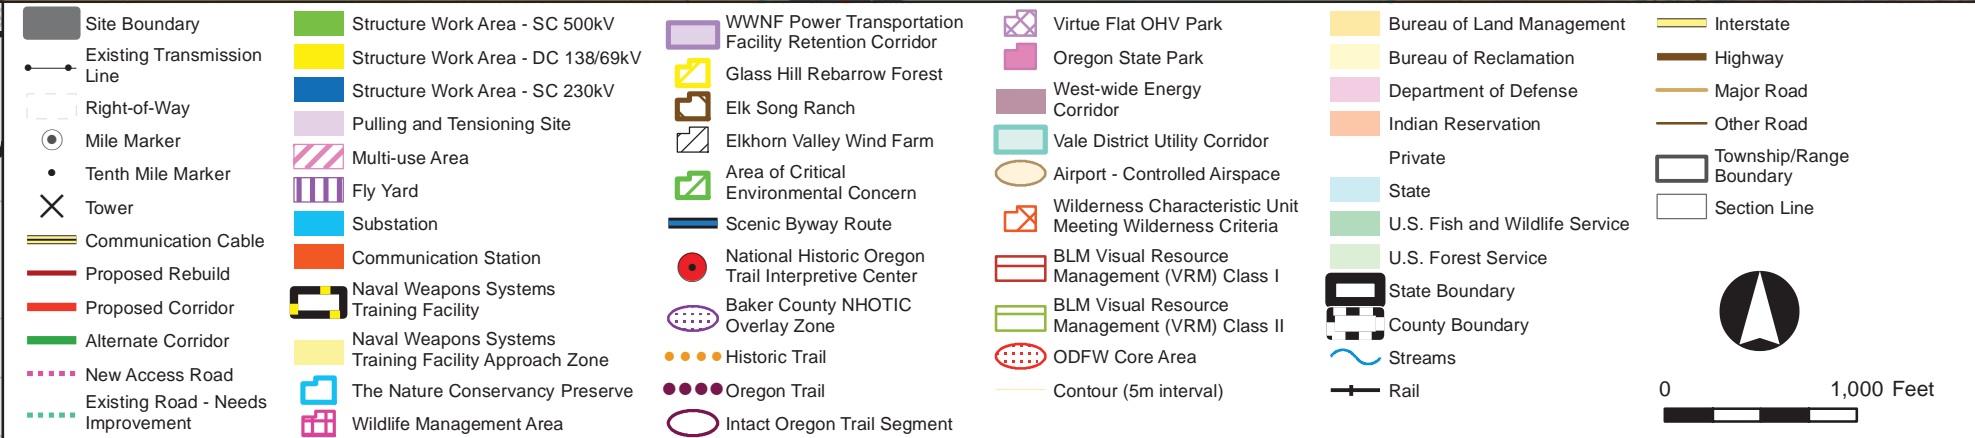 Site Boundary
Existing Transmission
Line
Right-of-Way
Mile Marker
Tenth Mile Marker
Tower
Communication Cable
Proposed Rebuild
Proposed Corridor
Alternate Corridor
New Access Road
Existing Road - Needs
Improvement
Structure Work Area - SC 500kV
Structure Work Area - DC 138/69kV
Structure Work Area - SC 230kV
Pulling and Tensioning Site
Multi-use Area
Fly Yard
Substation
Communication Station
Naval Weapons Systems
Training Facility
Naval Weapons Systems
Training Facility Approach Zone
The Nature Conservancy Preserve
Wildlife Management Area
WWNF Power Transportation
Facility Retention Corridor
Glass Hill Rebarrow Forest
Elk Song Ranch
Elkhorn Valley Wind Farm
Area of Critical
Environmental Concern
Scenic Byway Route
National Historic Oregon
Trail Interpretive Center
Baker County NHOTIC
Overlay Zone
Historic Trail
Oregon Trail
Intact Oregon Trail Segment
Virtue Flat OHV Park
Oregon State Park
West-wide Energy
Corridor
Vale District Utility Corridor
Airport - Controlled Airspace
Wilderness Characteristic Unit
Meeting Wilderness Criteria
BLM Visual Resource
Management (VRM) Class I
BLM Visual Resource
Management (VRM) Class II
ODFW Core Area
Contour (5m interval)
Bureau of Land Management
Bureau of Reclamation
Department of Defense
Indian Reservation
Private
State
U.S. Fish and Wildlife Service
U.S. Forest Service
State Boundary
County Boundary
Streams
Rail
Interstate
Highway
Major Road
Other Road
Township/Range
Boundary
Section Line
0 1,000 Feet